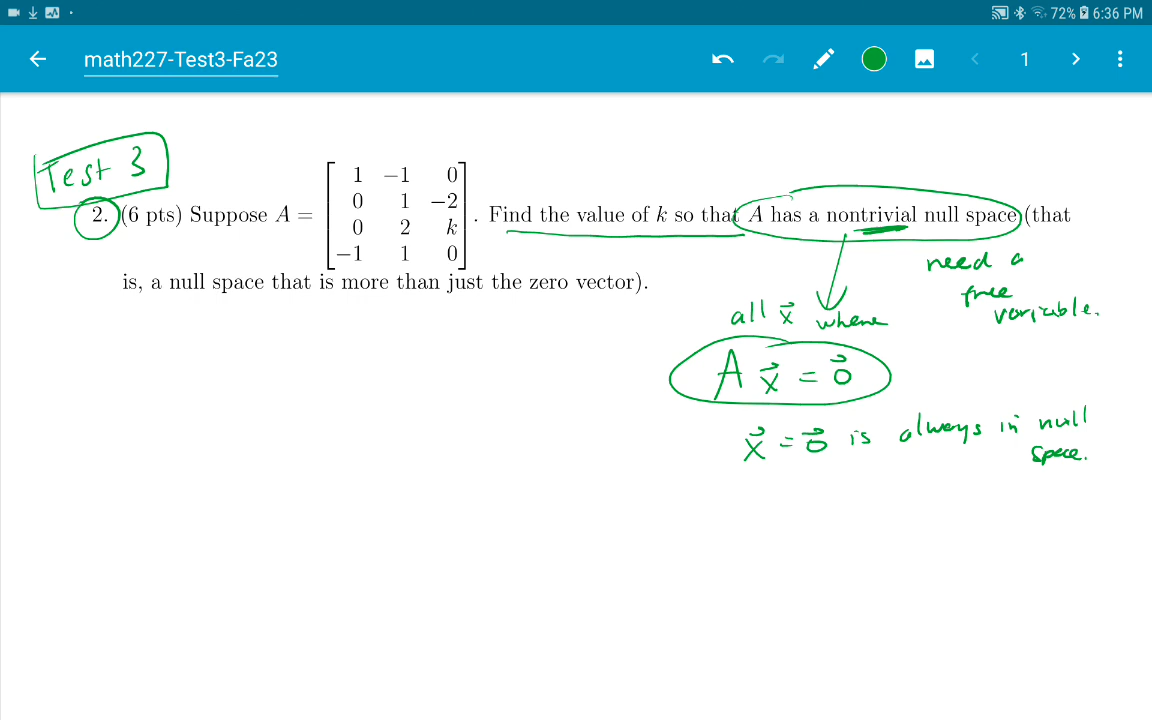 72% 6:36 PM
math227-Test3-Fa23
1
Test 3
2. (6 pts) Suppose A = [ 1 −1 0 ; 0 1 −2 ; 0 2 k ; −1 1 0 ] . Find the value of k so that A has a nontrivial null space (that
is, a null space that is more than just the zero vector).
need a
free
variable.
all x⃗ where
A x⃗ = 0⃗
x⃗ = 0⃗ is always in null
space.